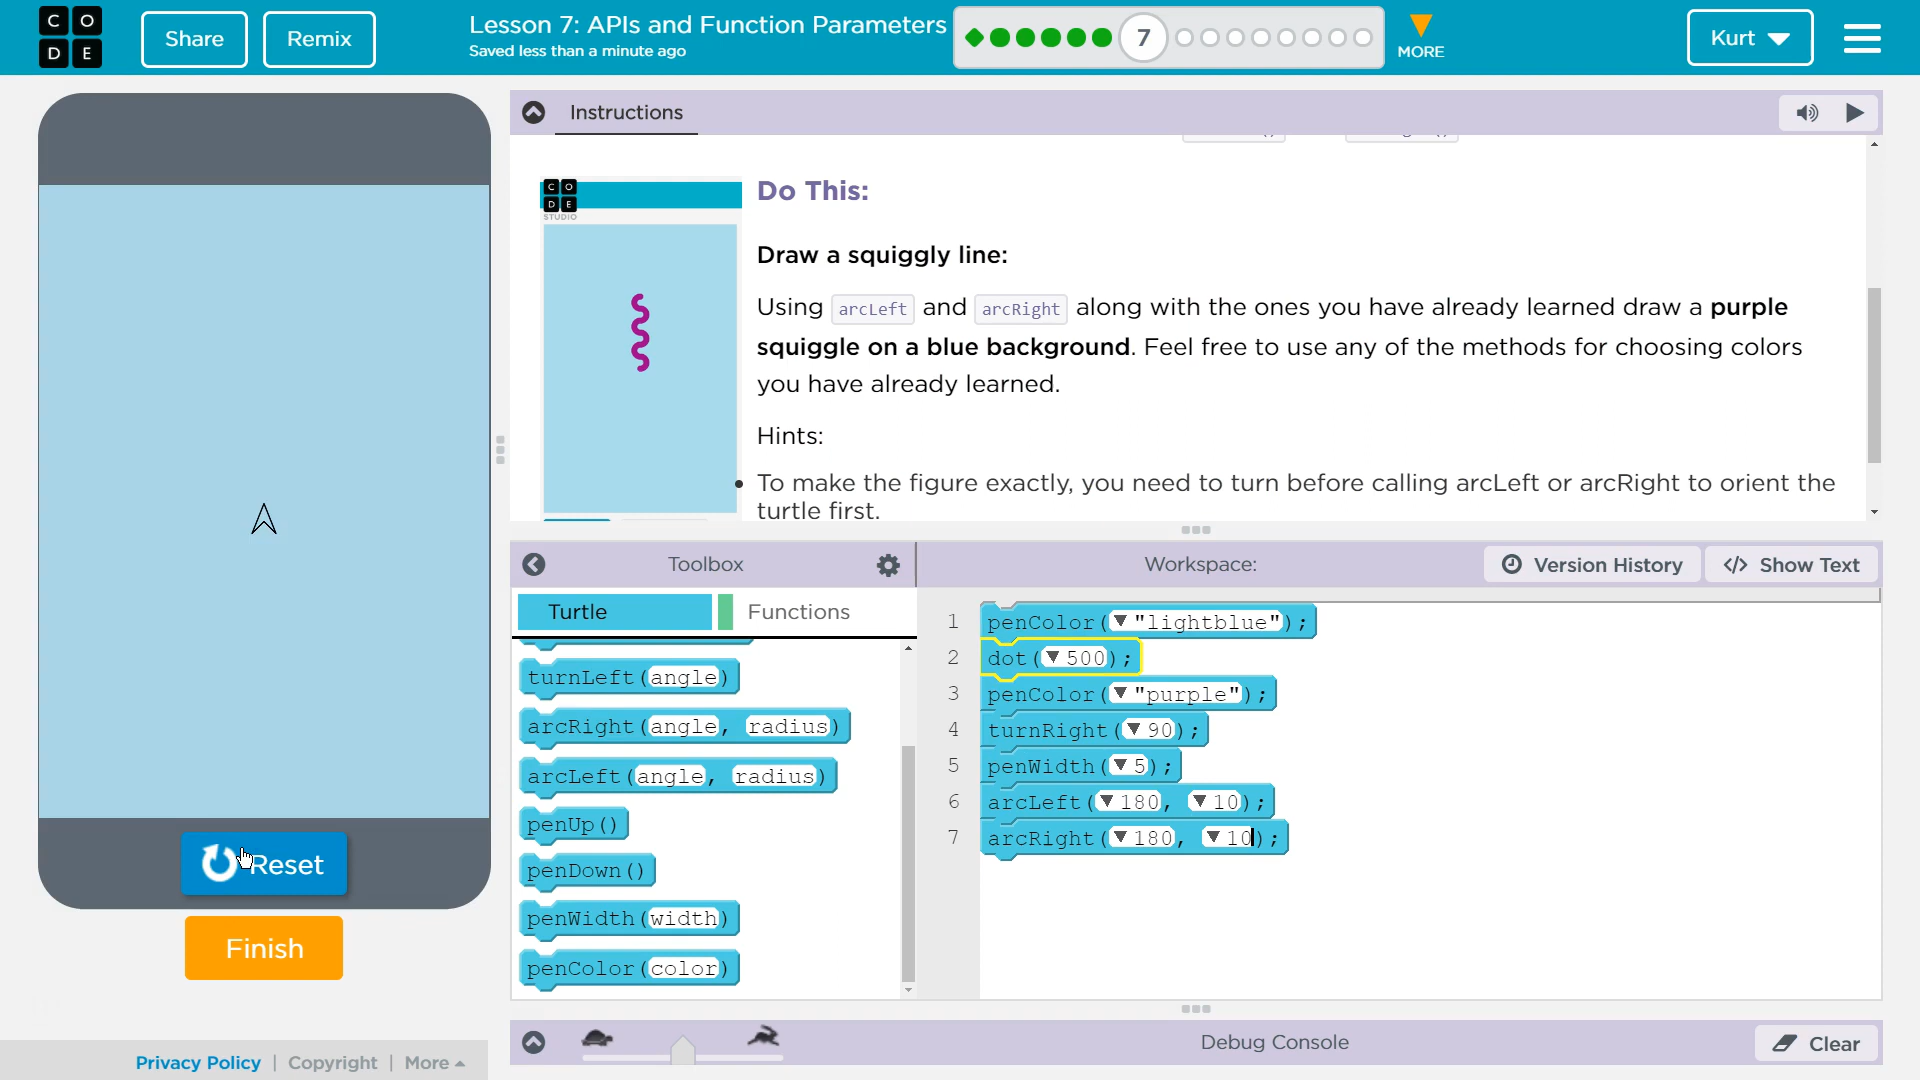 C O
D E
Share
Remix
Lesson 7: APIs and Function Parameters
Saved less than a minute ago
7
MORE
Kurt
Instructions
C O
D E
STUDIO
Do This:
Draw a squiggly line:
Using arcLeft and arcRight along with the ones you have already learned draw a purple
squiggle on a blue background. Feel free to use any of the methods for choosing colors
you have already learned.
Hints:
To make the figure exactly, you need to turn before calling arcLeft or arcRight to orient the
turtle first.
Toolbox
Workspace:
Version History
</> Show Text
Turtle
Functions
turnLeft(angle)
arcRight(angle, radius)
arcLeft(angle, radius)
penUp()
penDown()
penWidth(width)
penColor(color)
1 penColor(▼"lightblue");
2 dot(▼500);
3 penColor(▼"purple");
4 turnRight(▼90);
5 penWidth(▼5);
6 arcLeft(▼180, ▼10);
7 arcRight(▼180, ▼10);
Reset
Finish
Debug Console
Clear
Privacy Policy | Copyright | More